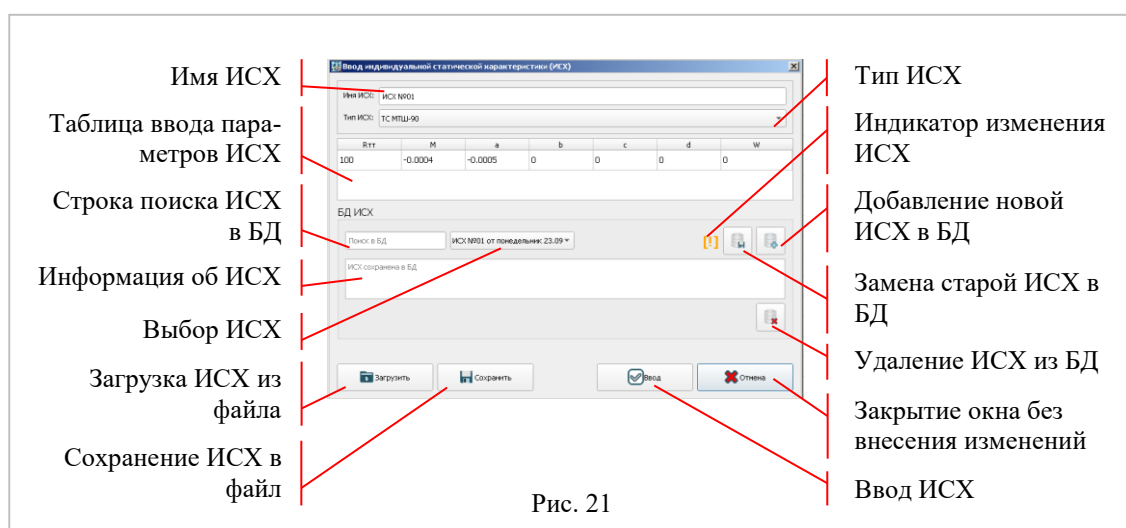 Имя ИСХ
Таблица ввода пара-
метров ИСХ
Строка поиска ИСХ
в БД
Информация об ИСХ
Выбор ИСХ
Загрузка ИСХ из
файла
Сохранение ИСХ в
файл
Ввод индивидуальной статической характеристики (ИСХ)
Имя ИСХ: ИСХ №01
Тип ИСХ: ТС МТШ-90
Rтт M a b c d W
100 -0.0004 -0.0005 0 0 0 0
БД ИСХ
Поиск в БД ИСХ №01 от понедельник 23.09 [!]
ИСХ сохранена в БД
Загрузить Сохранить Ввод Отмена
Тип ИСХ
Индикатор изменения
ИСХ
Добавление новой
ИСХ в БД
Замена старой ИСХ в
БД
Удаление ИСХ из БД
Закрытие окна без
внесения изменений
Ввод ИСХ
Рис. 21